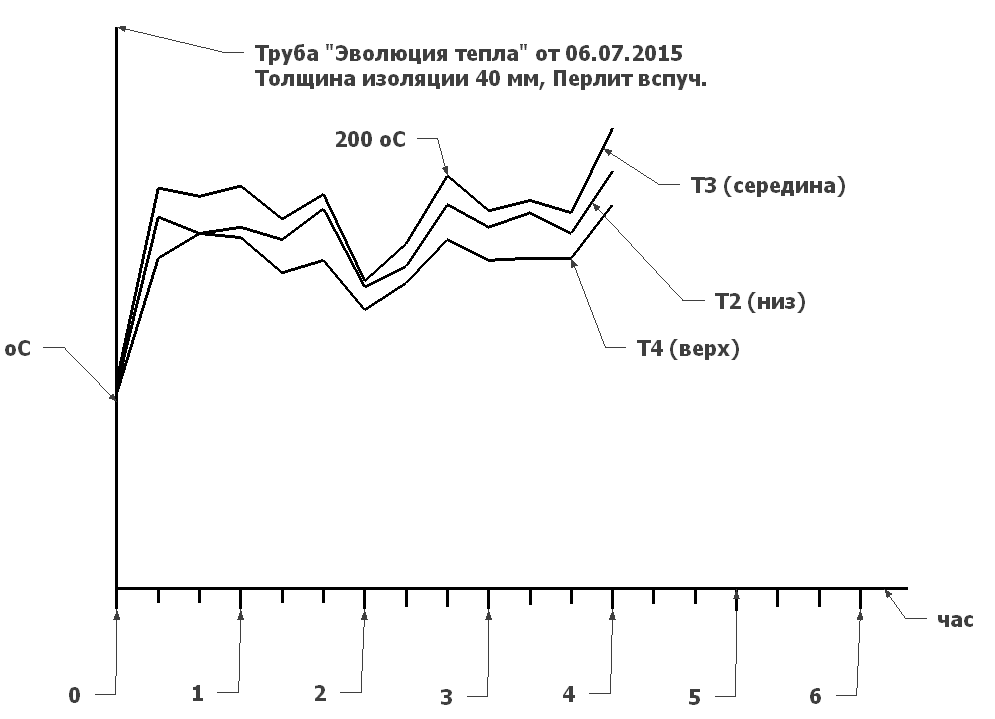 Труба "Эволюция тепла" от 06.07.2015
Толщина изоляции 40 мм, Перлит вспуч.
200 оС
Т3 (середина)
Т2 (низ)
оС
Т4 (верх)
час
0
1
2
3
4
5
6